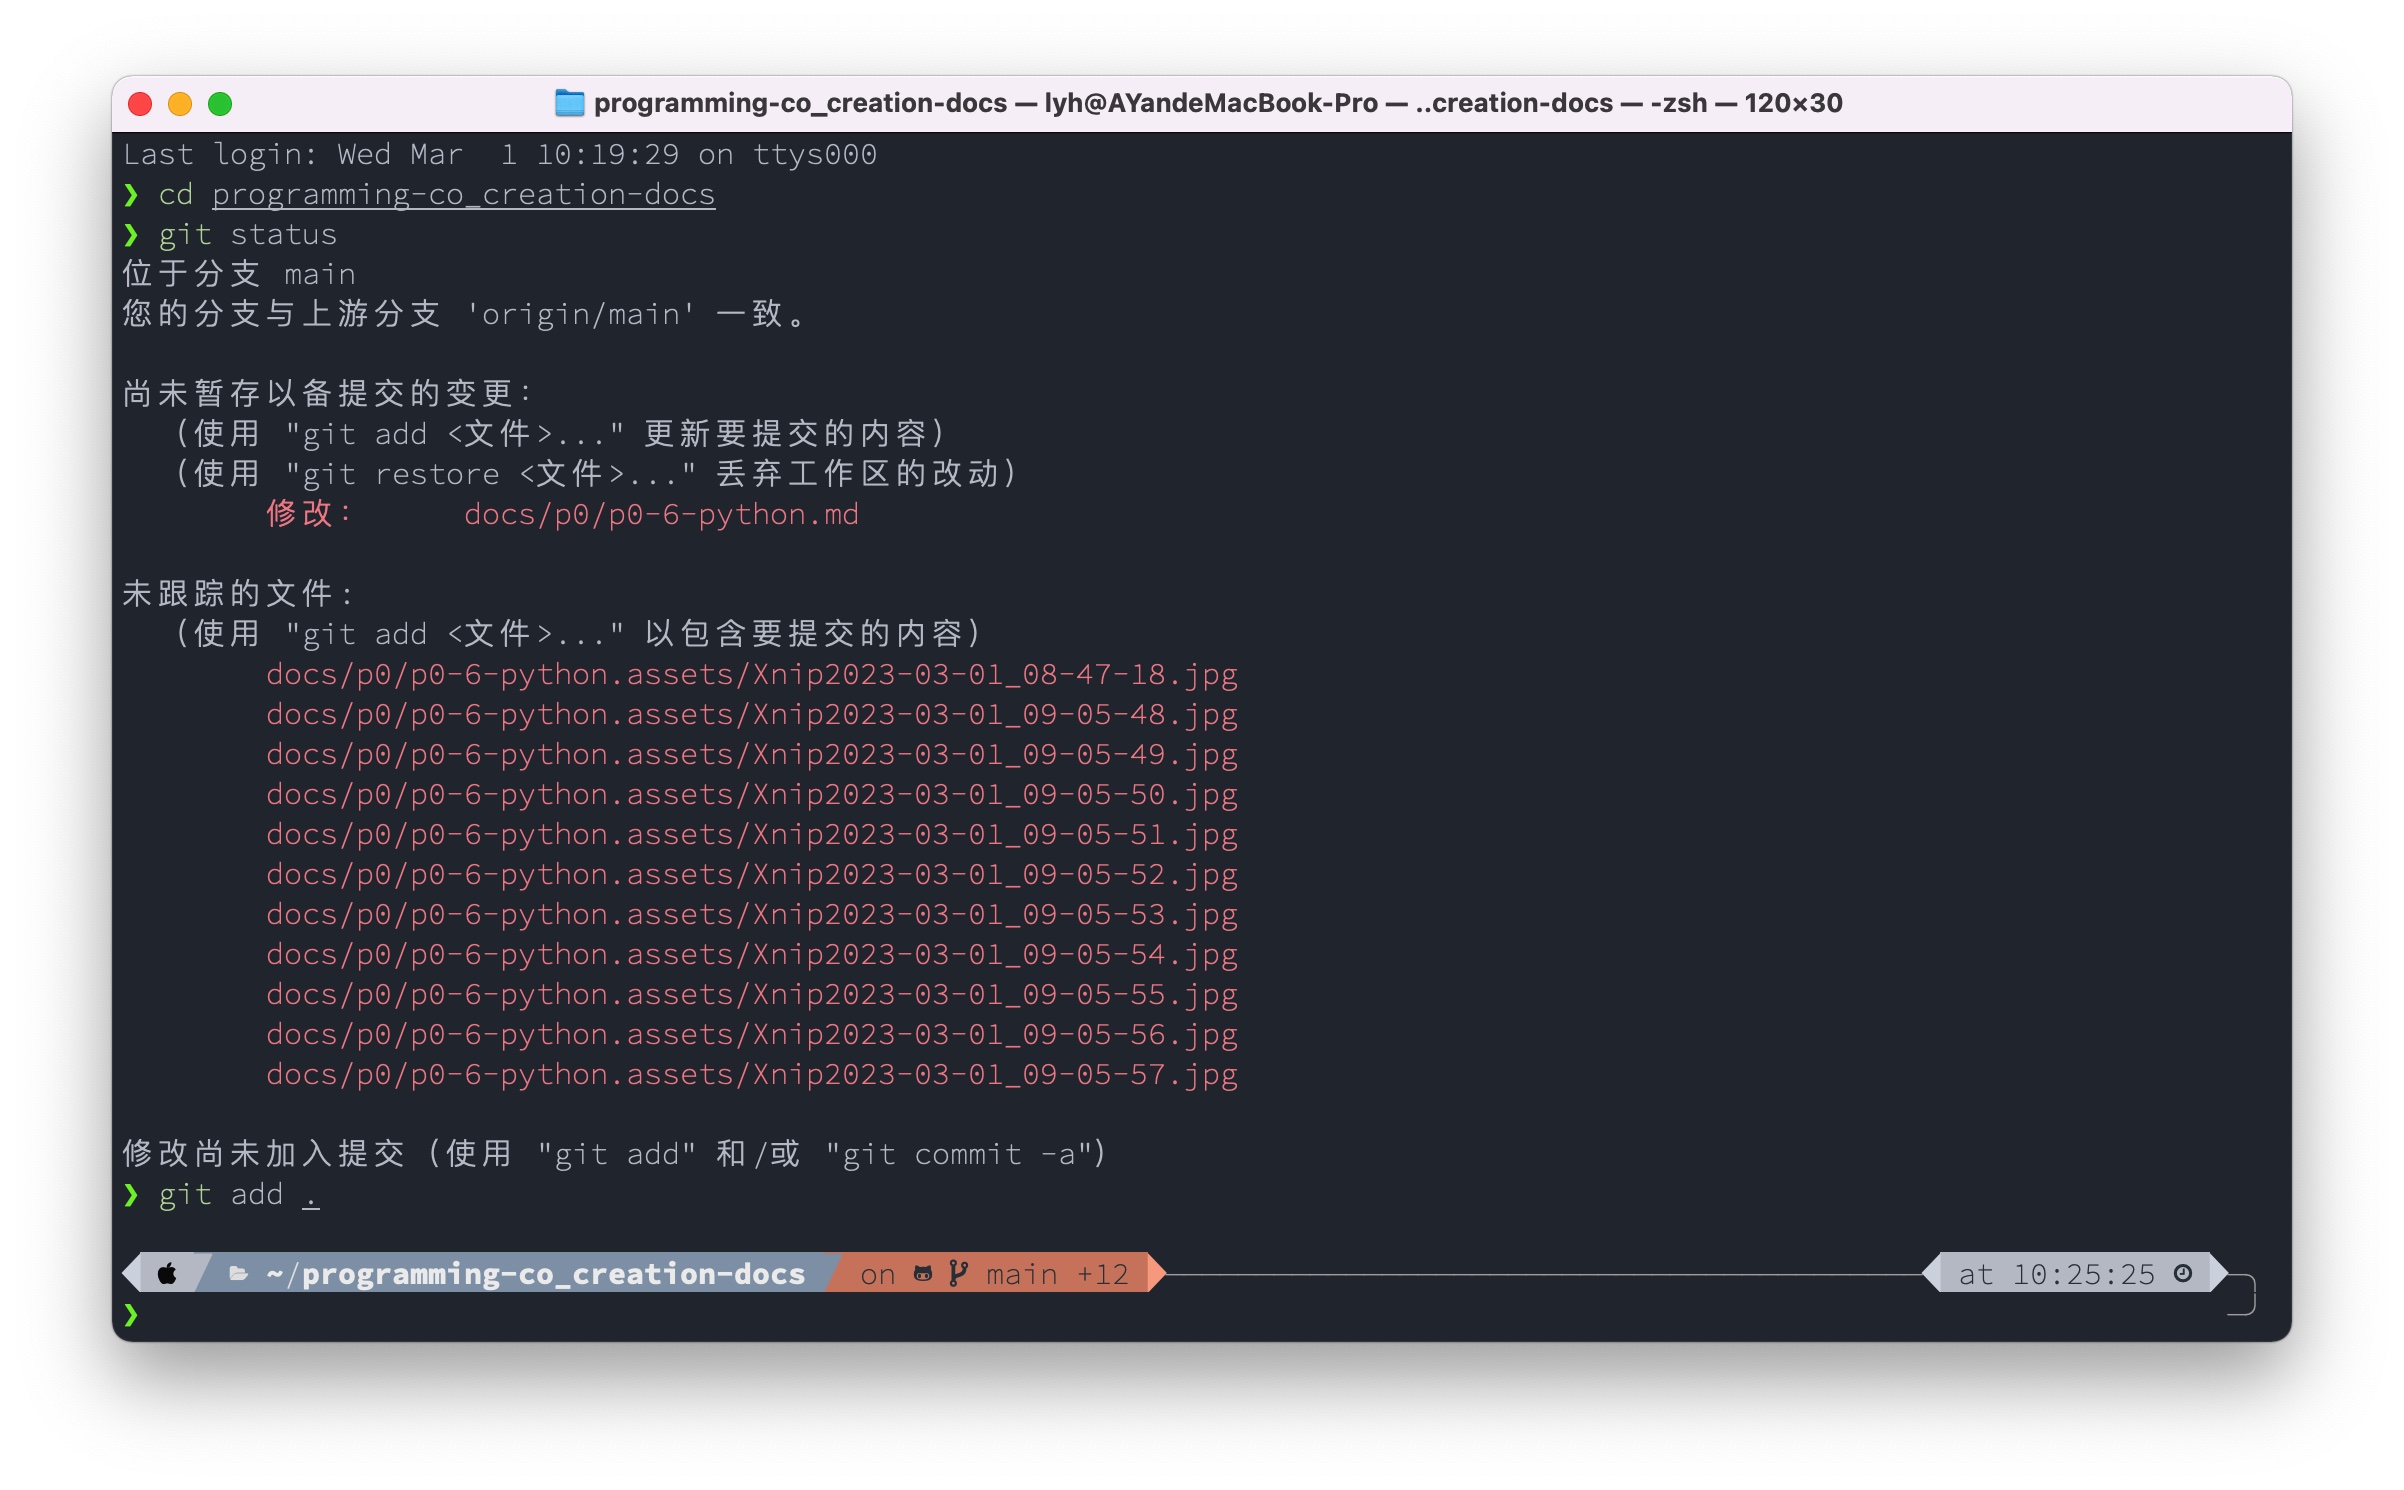 programming-co_creation-docs — lyh@AYandeMacBook-Pro — ..creation-docs — -zsh — 120×30
Last login: Wed Mar  1 10:19:29 on ttys000
❯ cd programming-co_creation-docs
❯ git status
位于分支 main
您的分支与上游分支 'origin/main' 一致。
尚未暂存以备提交的变更：
（使用 "git add <文件>..." 更新要提交的内容）
（使用 "git restore <文件>..." 丢弃工作区的改动）
修改：      docs/p0/p0-6-python.md
未跟踪的文件:
（使用 "git add <文件>..." 以包含要提交的内容）
docs/p0/p0-6-python.assets/Xnip2023-03-01_08-47-18.jpg
docs/p0/p0-6-python.assets/Xnip2023-03-01_09-05-48.jpg
docs/p0/p0-6-python.assets/Xnip2023-03-01_09-05-49.jpg
docs/p0/p0-6-python.assets/Xnip2023-03-01_09-05-50.jpg
docs/p0/p0-6-python.assets/Xnip2023-03-01_09-05-51.jpg
docs/p0/p0-6-python.assets/Xnip2023-03-01_09-05-52.jpg
docs/p0/p0-6-python.assets/Xnip2023-03-01_09-05-53.jpg
docs/p0/p0-6-python.assets/Xnip2023-03-01_09-05-54.jpg
docs/p0/p0-6-python.assets/Xnip2023-03-01_09-05-55.jpg
docs/p0/p0-6-python.assets/Xnip2023-03-01_09-05-56.jpg
docs/p0/p0-6-python.assets/Xnip2023-03-01_09-05-57.jpg
修改尚未加入提交（使用 "git add" 和/或 "git commit -a"）
❯ git add .
~/programming-co_creation-docs on main +12 at 10:25:25
❯